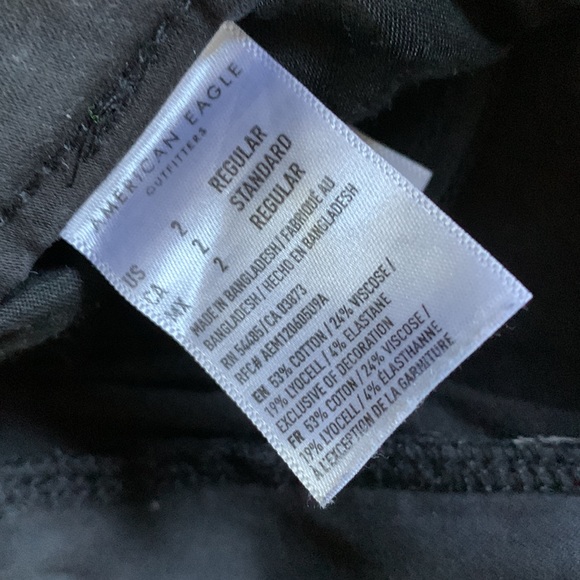 AMERICAN EAGLE
OUTFITTERS
US 2 REGULAR
CA 2 STANDARD
MX 2 REGULAR
MADE IN BANGLADESH / FABRIQUÉ AU
BANGLADESH / HECHO EN BANGLADESH
RN 54485 / CA 03873
RFC# AEM120605U9A
EN 53% COTTON / 24% VISCOSE /
19% LYOCELL / 4% ELASTANE
EXCLUSIVE OF DECORATION
FR 53% COTON / 24% VISCOSE /
19% LYOCELL / 4% ÉLASTHANNE
À L'EXCEPTION DE LA GARNITURE